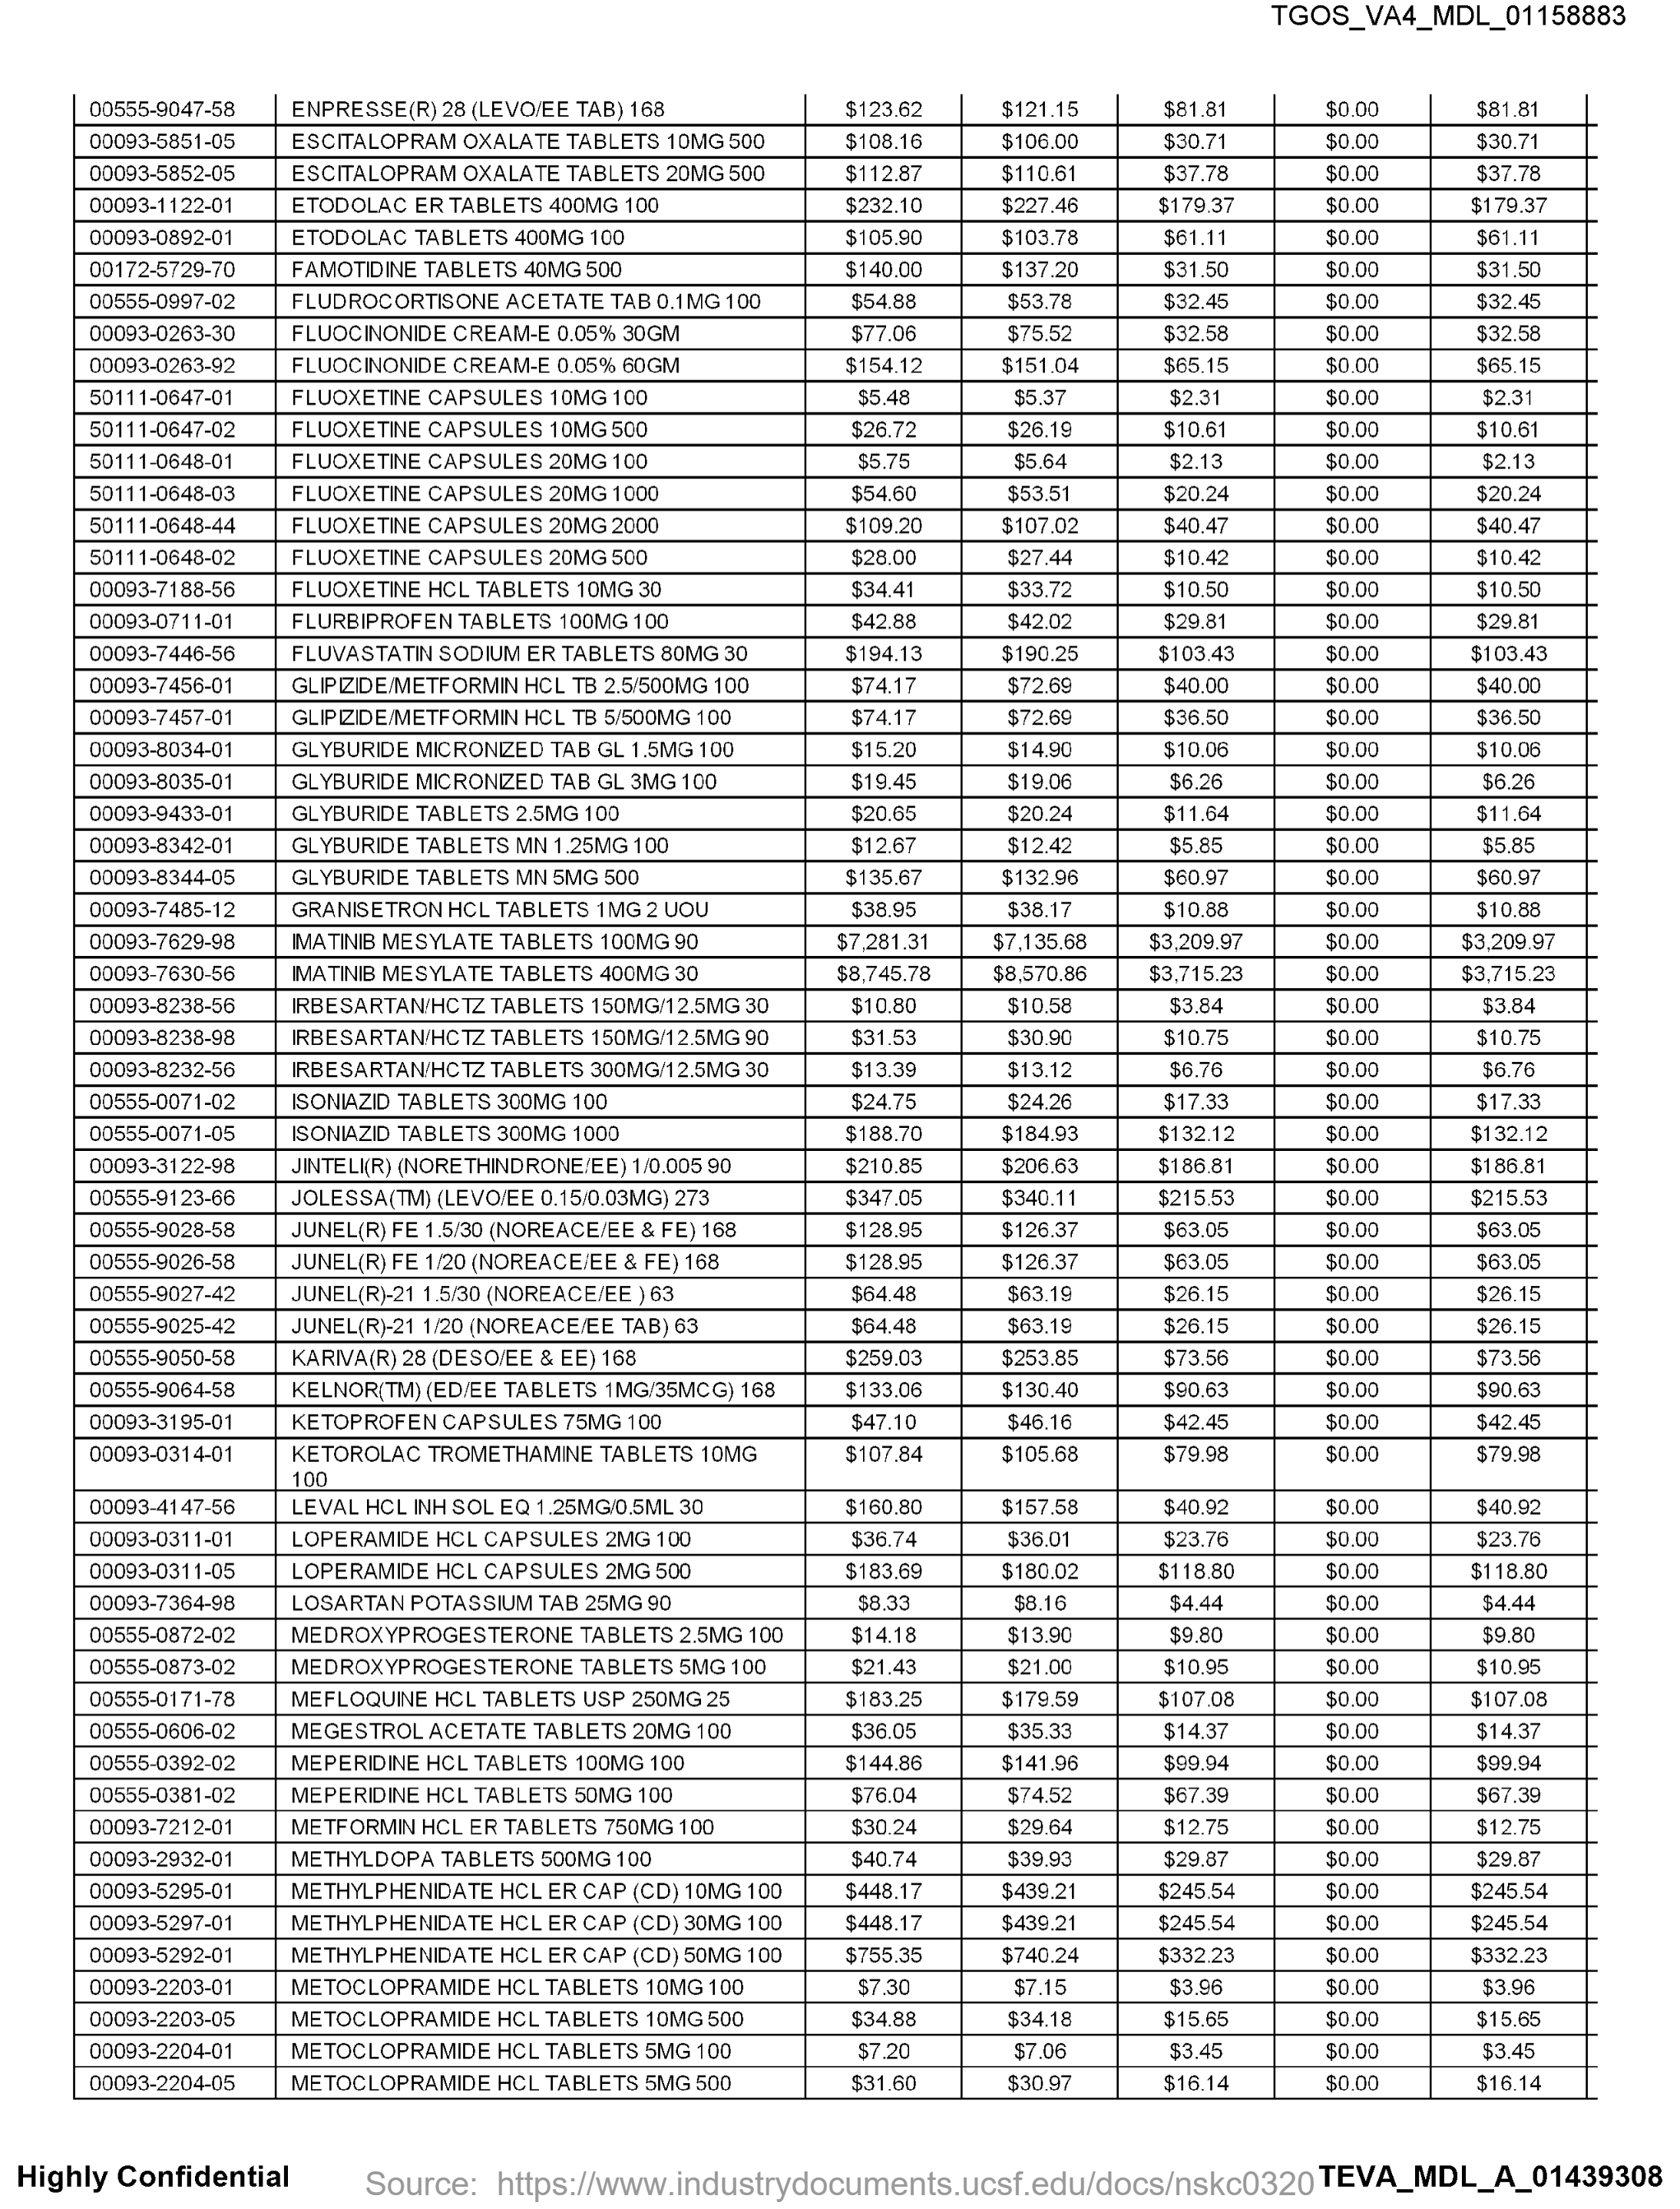 TGOS_VA4_MDL_01158883
00555-9047-58 ENPRESSE(R) 28 (LEVO/EE TAB) 168 $123.62 $121.15 $81.81 $0.00 $81.81
00093-5851-05 ESCITALOPRAM OXALATE TABLETS 10MG 500 $108.16 $106.00 $30.71 $0.00 $30.71
00093-5852-05 ESCITALOPRAM OXALATE TABLETS 20MG 500 $112.87 $110.61 $37.78 $0.00 $37.78
00093-1122-01 ETODOLAC ER TABLETS 400MG 100 $232.10 $227.46 $179.37 $0.00 $179.37
00093-0892-01 ETODOLAC TABLETS 400MG 100 $105.90 $103.78 $61.11 $0.00 $61.11
00172-5729-70 FAMOTIDINE TABLETS 40MG 500 $140.00 $137.20 $31.50 $0.00 $31.50
00555-0997-02 FLUDROCORTISONE ACETATE TAB 0.1MG 100 $54.88 $53.78 $32.45 $0.00 $32.45
00093-0263-30 FLUOCINONIDE CREAM-E 0.05% 30GM $77.06 $75.52 $32.58 $0.00 $32.58
00093-0263-92 FLUOCINONIDE CREAM-E 0.05% 60GM $154.12 $151.04 $65.15 $0.00 $65.15
50111-0647-01 FLUOXETINE CAPSULES 10MG 100 $5.48 $5.37 $2.31 $0.00 $2.31
50111-0647-02 FLUOXETINE CAPSULES 10MG 500 $26.72 $26.19 $10.61 $0.00 $10.61
50111-0648-01 FLUOXETINE CAPSULES 20MG 100 $5.75 $5.64 $2.13 $0.00 $2.13
50111-0648-03 FLUOXETINE CAPSULES 20MG 1000 $54.60 $53.51 $20.24 $0.00 $20.24
50111-0648-44 FLUOXETINE CAPSULES 20MG 2000 $109.20 $107.02 $40.47 $0.00 $40.47
50111-0648-02 FLUOXETINE CAPSULES 20MG 500 $28.00 $27.44 $10.42 $0.00 $10.42
00093-7188-56 FLUOXETINE HCL TABLETS 10MG 30 $34.41 $33.72 $10.50 $0.00 $10.50
00093-0711-01 FLURBIPROFEN TABLETS 100MG 100 $42.88 $42.02 $29.81 $0.00 $29.81
00093-7446-56 FLUVASTATIN SODIUM ER TABLETS 80MG 30 $194.13 $190.25 $103.43 $0.00 $103.43
00093-7456-01 GLIPIZIDE/METFORMIN HCL TB 2.5/500MG 100 $74.17 $72.69 $40.00 $0.00 $40.00
00093-7457-01 GLIPIZIDE/METFORMIN HCL TB 5/500MG 100 $74.17 $72.69 $36.50 $0.00 $36.50
00093-8034-01 GLYBURIDE MICRONIZED TAB GL 1.5MG 100 $15.20 $14.90 $10.06 $0.00 $10.06
00093-8035-01 GLYBURIDE MICRONIZED TAB GL 3MG 100 $19.45 $19.06 $6.26 $0.00 $6.26
00093-9433-01 GLYBURIDE TABLETS 2.5MG 100 $20.65 $20.24 $11.64 $0.00 $11.64
00093-8342-01 GLYBURIDE TABLETS MN 1.25MG 100 $12.67 $12.42 $5.85 $0.00 $5.85
00093-8344-05 GLYBURIDE TABLETS MN 5MG 500 $135.67 $132.96 $60.97 $0.00 $60.97
00093-7485-12 GRANISETRON HCL TABLETS 1MG 2 UOU $38.95 $38.17 $10.88 $0.00 $10.88
00093-7629-98 IMATINIB MESYLATE TABLETS 100MG 90 $7,281.31 $7,135.68 $3,209.97 $0.00 $3,209.97
00093-7630-56 IMATINIB MESYLATE TABLETS 400MG 30 $8,745.78 $8,570.86 $3,715.23 $0.00 $3,715.23
00093-8238-56 IRBESARTAN/HCTZ TABLETS 150MG/12.5MG 30 $10.80 $10.58 $3.84 $0.00 $3.84
00093-8238-98 IRBESARTAN/HCTZ TABLETS 150MG/12.5MG 90 $31.53 $30.90 $10.75 $0.00 $10.75
00093-8232-56 IRBESARTAN/HCTZ TABLETS 300MG/12.5MG 30 $13.39 $13.12 $6.76 $0.00 $6.76
00555-0071-02 ISONIAZID TABLETS 300MG 100 $24.75 $24.26 $17.33 $0.00 $17.33
00555-0071-05 ISONIAZID TABLETS 300MG 1000 $188.70 $184.93 $132.12 $0.00 $132.12
00093-3122-98 JINTELI(R) (NORETHINDRONE/EE) 1/0.005 90 $210.85 $206.63 $186.81 $0.00 $186.81
00555-9123-66 JOLESSA(TM) (LEVO/EE 0.15/0.03MG) 273 $347.05 $340.11 $215.53 $0.00 $215.53
00555-9028-58 JUNEL(R) FE 1.5/30 (NOREACE/EE & FE) 168 $128.95 $126.37 $63.05 $0.00 $63.05
00555-9026-58 JUNEL(R) FE 1/20 (NOREACE/EE & FE) 168 $128.95 $126.37 $63.05 $0.00 $63.05
00555-9027-42 JUNEL(R)-21 1.5/30 (NOREACE/EE ) 63 $64.48 $63.19 $26.15 $0.00 $26.15
00555-9025-42 JUNEL(R)-21 1/20 (NOREACE/EE TAB) 63 $64.48 $63.19 $26.15 $0.00 $26.15
00555-9050-58 KARIVA(R) 28 (DESO/EE & EE) 168 $259.03 $253.85 $73.56 $0.00 $73.56
00555-9064-58 KELNOR(TM) (ED/EE TABLETS 1MG/35MCG) 168 $133.06 $130.40 $90.63 $0.00 $90.63
00093-3195-01 KETOPROFEN CAPSULES 75MG 100 $47.10 $46.16 $42.45 $0.00 $42.45
00093-0314-01 KETOROLAC TROMETHAMINE TABLETS 10MG $107.84 $105.68 $79.98 $0.00 $79.98
100
00093-4147-56 LEVAL HCL INH SOL EQ 1.25MG/0.5ML 30 $160.80 $157.58 $40.92 $0.00 $40.92
00093-0311-01 LOPERAMIDE HCL CAPSULES 2MG 100 $36.74 $36.01 $23.76 $0.00 $23.76
00093-0311-05 LOPERAMIDE HCL CAPSULES 2MG 500 $183.69 $180.02 $118.80 $0.00 $118.80
00093-7364-98 LOSARTAN POTASSIUM TAB 25MG 90 $8.33 $8.16 $4.44 $0.00 $4.44
00555-0872-02 MEDROXYPROGESTERONE TABLETS 2.5MG 100 $14.18 $13.90 $9.80 $0.00 $9.80
00555-0873-02 MEDROXYPROGESTERONE TABLETS 5MG 100 $21.43 $21.00 $10.95 $0.00 $10.95
00555-0171-78 MEFLOQUINE HCL TABLETS USP 250MG 25 $183.25 $179.59 $107.08 $0.00 $107.08
00555-0606-02 MEGESTROL ACETATE TABLETS 20MG 100 $36.05 $35.33 $14.37 $0.00 $14.37
00555-0392-02 MEPERIDINE HCL TABLETS 100MG 100 $144.86 $141.96 $99.94 $0.00 $99.94
00555-0381-02 MEPERIDINE HCL TABLETS 50MG 100 $76.04 $74.52 $67.39 $0.00 $67.39
00093-7212-01 METFORMIN HCL ER TABLETS 750MG 100 $30.24 $29.64 $12.75 $0.00 $12.75
00093-2932-01 METHYLDOPA TABLETS 500MG 100 $40.74 $39.93 $29.87 $0.00 $29.87
00093-5295-01 METHYLPHENIDATE HCL ER CAP (CD) 10MG 100 $448.17 $439.21 $245.54 $0.00 $245.54
00093-5297-01 METHYLPHENIDATE HCL ER CAP (CD) 30MG 100 $448.17 $439.21 $245.54 $0.00 $245.54
00093-5292-01 METHYLPHENIDATE HCL ER CAP (CD) 50MG 100 $755.35 $740.24 $332.23 $0.00 $332.23
00093-2203-01 METOCLOPRAMIDE HCL TABLETS 10MG 100 $7.30 $7.15 $3.96 $0.00 $3.96
00093-2203-05 METOCLOPRAMIDE HCL TABLETS 10MG 500 $34.88 $34.18 $15.65 $0.00 $15.65
00093-2204-01 METOCLOPRAMIDE HCL TABLETS 5MG 100 $7.20 $7.06 $3.45 $0.00 $3.45
00093-2204-05 METOCLOPRAMIDE HCL TABLETS 5MG 500 $31.60 $30.97 $16.14 $0.00 $16.14
Highly Confidential Source: https://www.industrydocuments.ucsf.edu/docs/nskc0320 TEVA_MDL_A_01439308